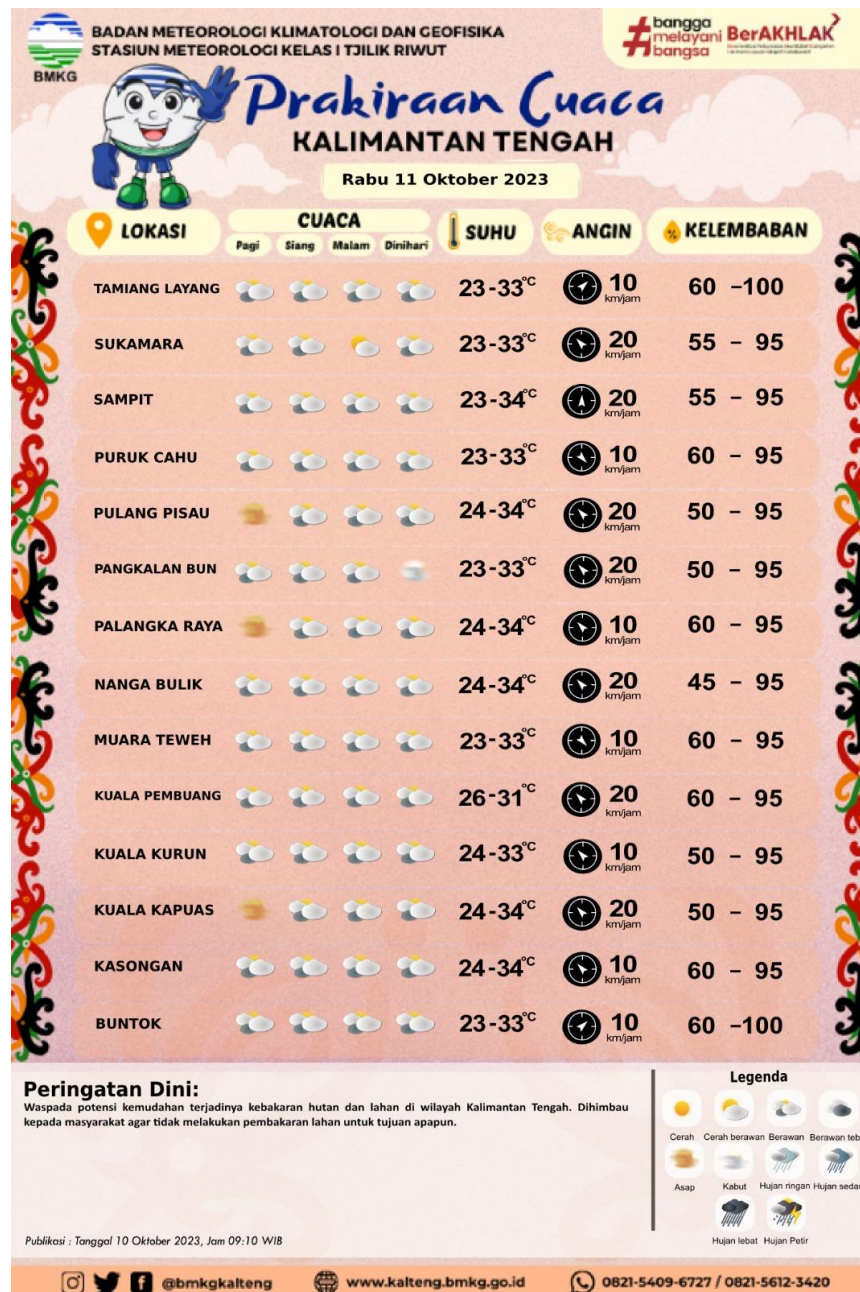 BADAN METEOROLOGI KLIMATOLOGI DAN GEOFISIKA
STASIUN METEOROLOGI KELAS I TJILIK RIWUT
BMKG
#bangga melayani bangsa
BerAKHLAK
Prakiraan Cuaca
KALIMANTAN TENGAH
Rabu 11 Oktober 2023
LOKASI CUACA SUHU ANGIN % KELEMBABAN
Pagi Siang Malam Dinihari
TAMIANG LAYANG 23-33°C 10 km/jam 60 –100
SUKAMARA 23-33°C 20 km/jam 55 – 95
SAMPIT 23-34°C 20 km/jam 55 – 95
PURUK CAHU 23-33°C 10 km/jam 60 – 95
PULANG PISAU 24-34°C 20 km/jam 50 – 95
PANGKALAN BUN 23-33°C 20 km/jam 50 – 95
PALANGKA RAYA 24-34°C 10 km/jam 60 – 95
NANGA BULIK 24-34°C 20 km/jam 45 – 95
MUARA TEWEH 23-33°C 10 km/jam 60 – 95
KUALA PEMBUANG 26-31°C 20 km/jam 60 – 95
KUALA KURUN 24-33°C 10 km/jam 50 – 95
KUALA KAPUAS 24-34°C 20 km/jam 50 – 95
KASONGAN 24-34°C 10 km/jam 60 – 95
BUNTOK 23-33°C 10 km/jam 60 –100
Peringatan Dini:
Waspada potensi kemudahan terjadinya kebakaran hutan dan lahan di wilayah Kalimantan Tengah. Dihimbau
kepada masyarakat agar tidak melakukan pembakaran lahan untuk tujuan apapun.
Publikasi : Tanggal 10 Oktober 2023, Jam 09:10 WIB
Legenda
Cerah Cerah berawan Berawan Berawan teb
Asap Kabut Hujan ringan Hujan sedan
Hujan lebat Hujan Petir
@bmkgkalteng www.kalteng.bmkg.go.id 0821-5409-6727 / 0821-5612-3420